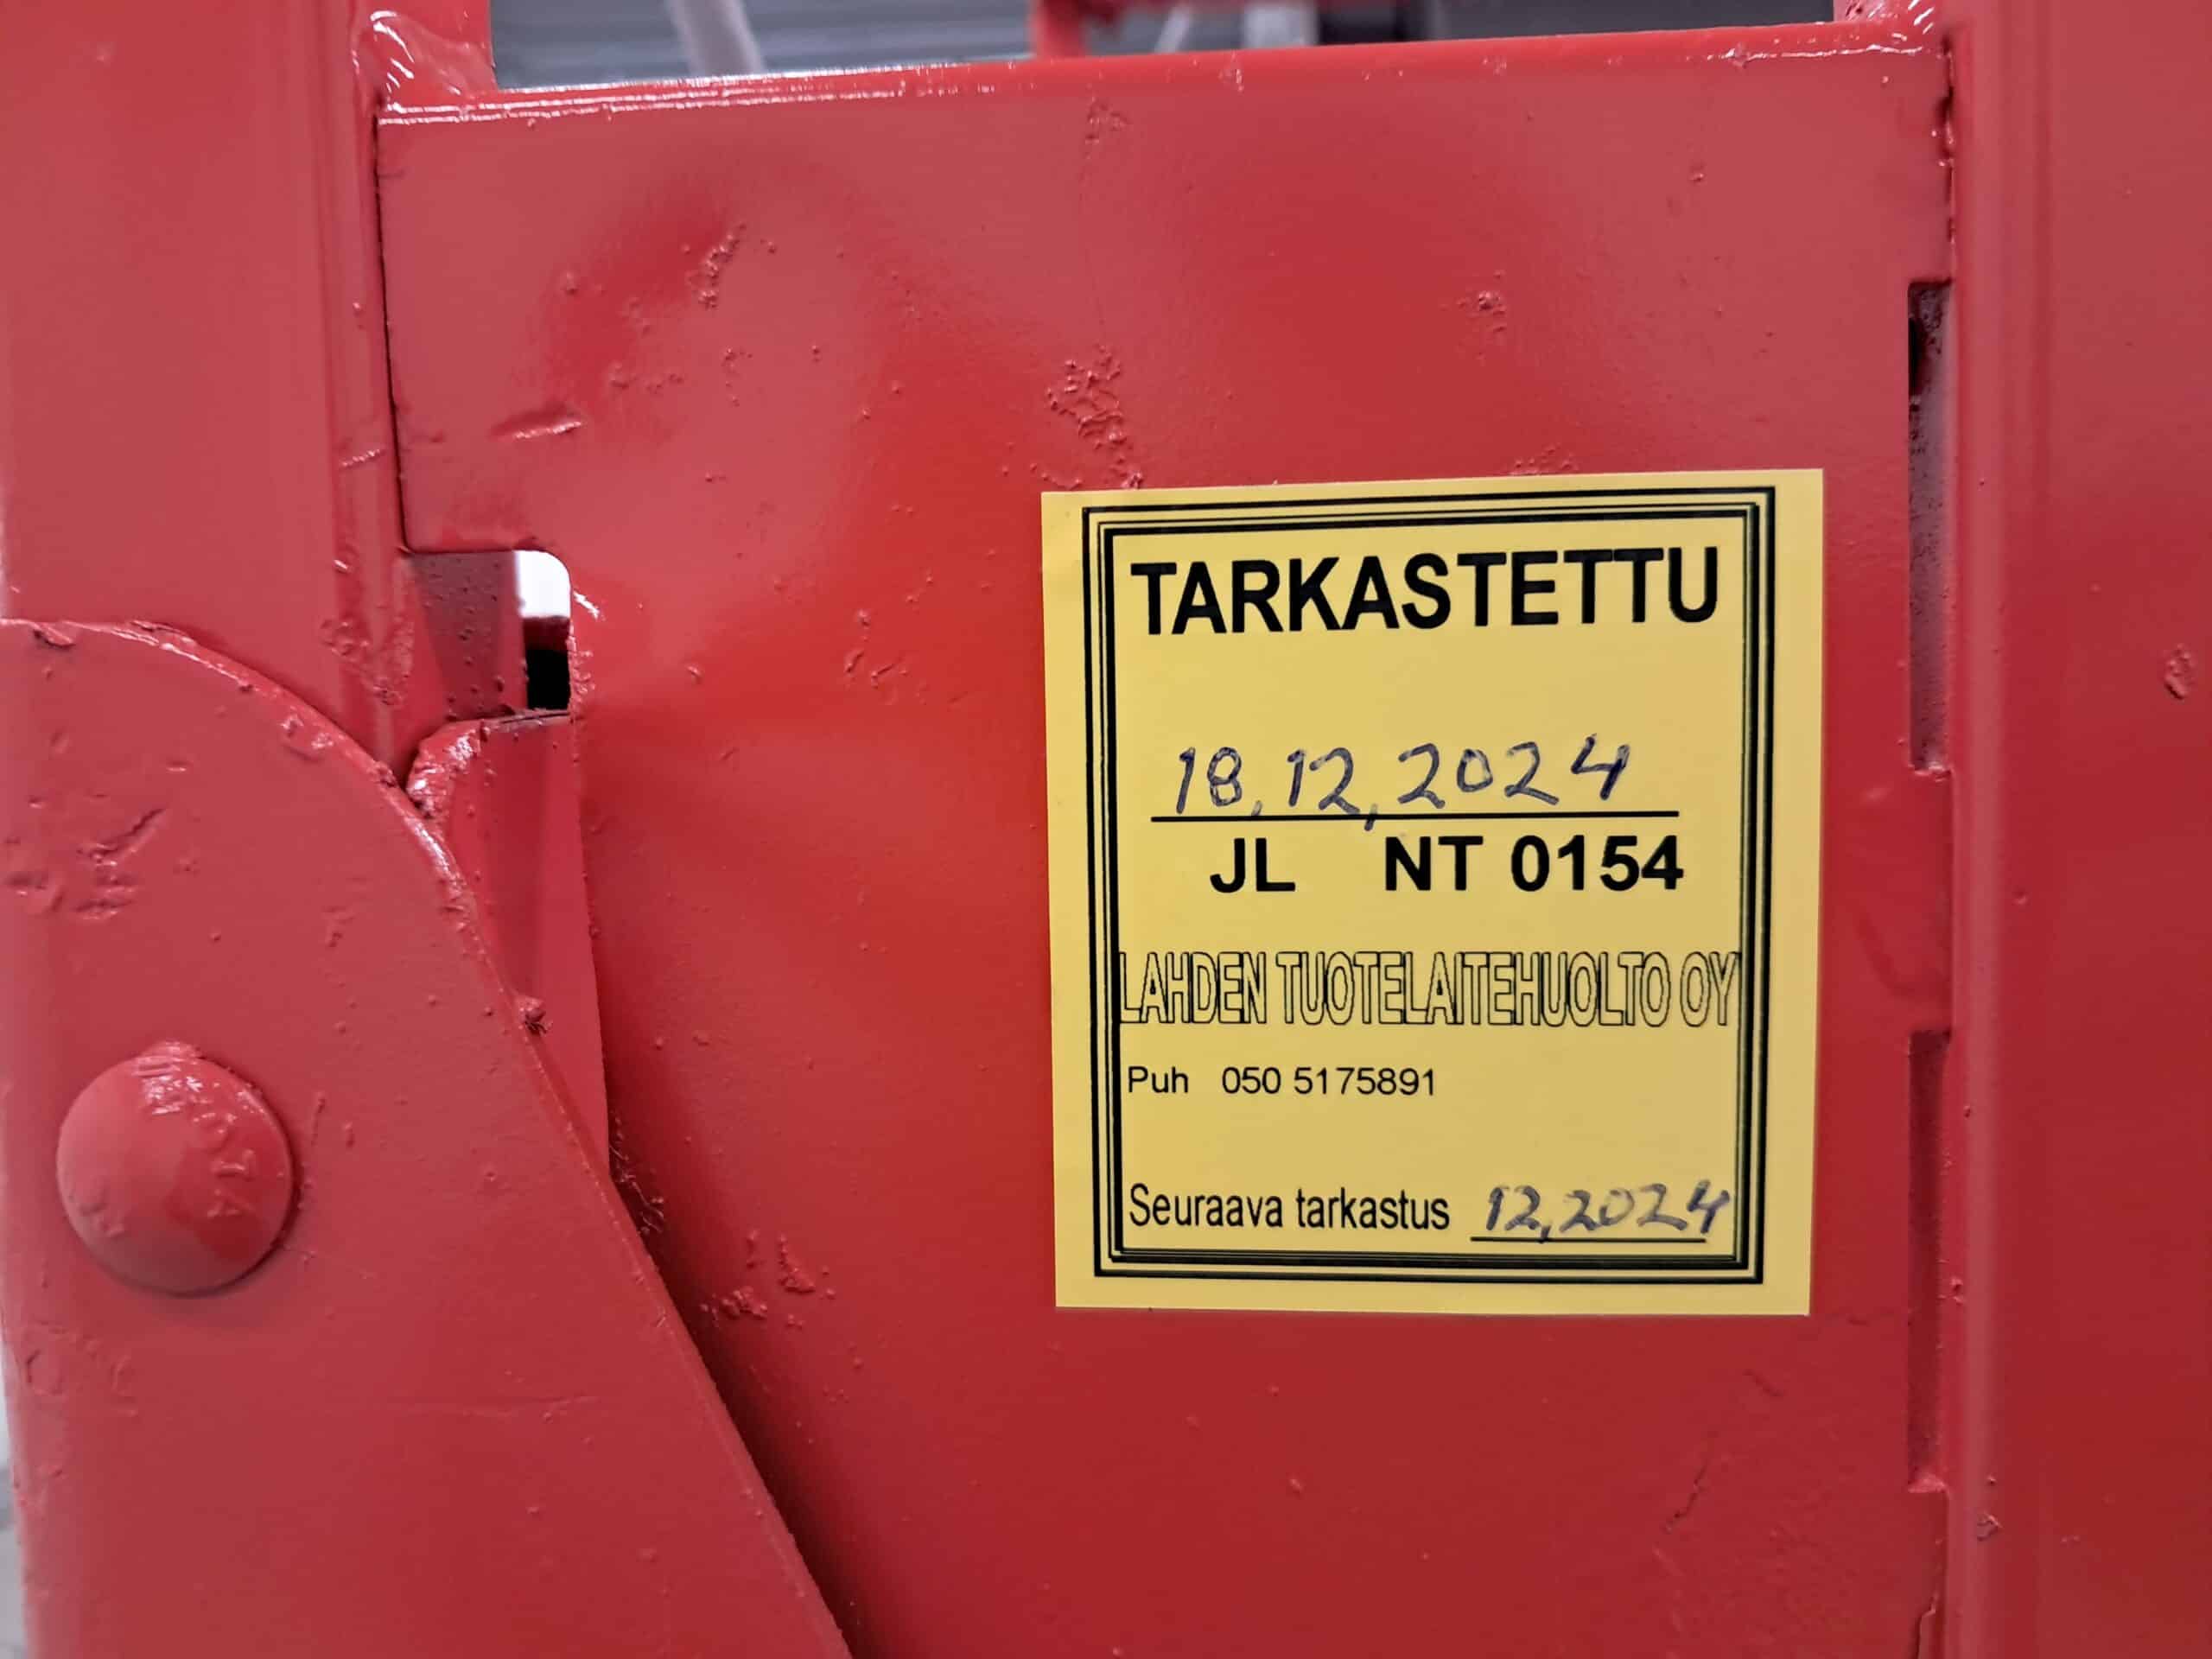 TARKASTETTU
18,12,2024
JL NT 0154
LAHDEN TUOTELAITEHUOLTO OY
Puh 050 5175891
Seuraava tarkastus 12,2024